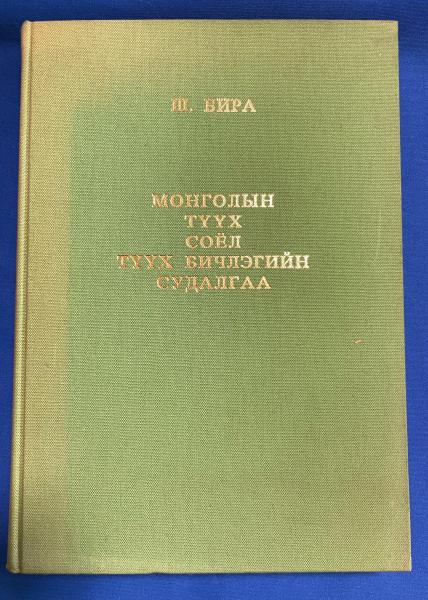 Ш. БИРА
МОНГОЛЫН
ТҮҮХ
СОЁЛ
ТҮҮХ БИЧЛЭГИЙН
СУДАЛГАА